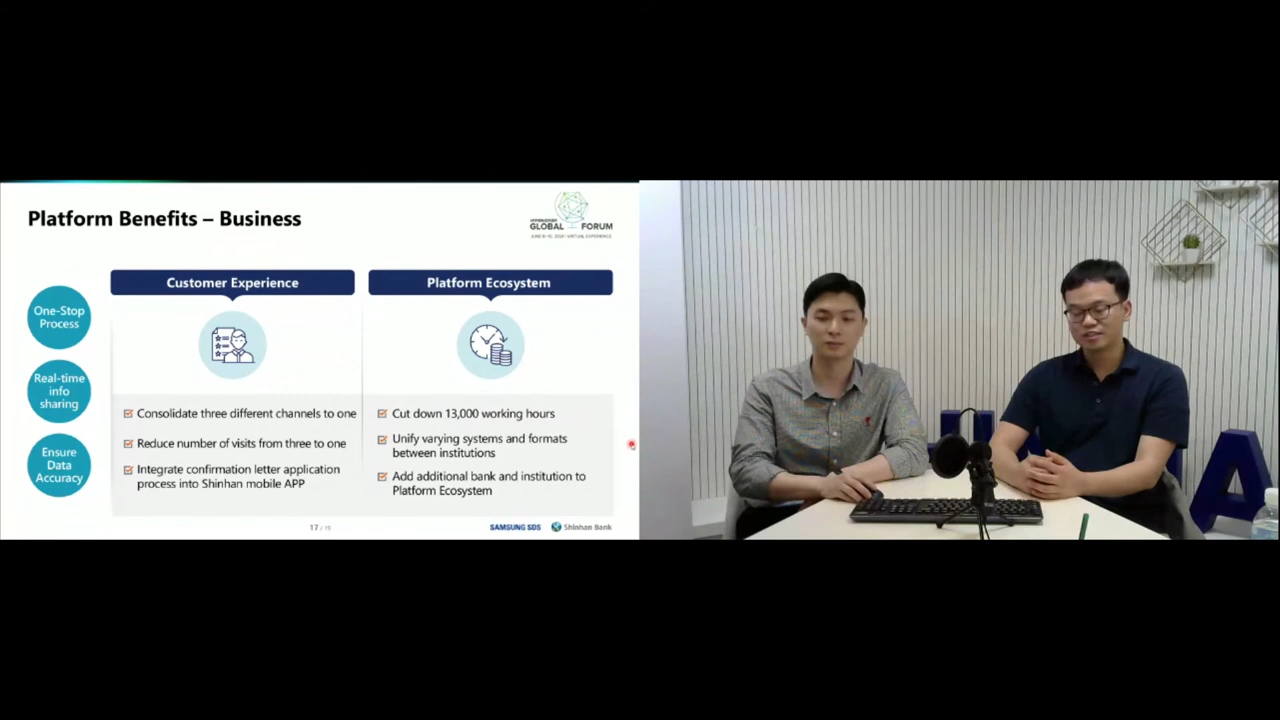 Platform Benefits – Business
HYPERLEDGER
GLOBAL FORUM
One-Stop
Process
Real-time
info
sharing
Ensure
Data
Accuracy
Customer Experience
Consolidate three different channels to one
Reduce number of visits from three to one
Integrate confirmation letter application
process into Shinhan mobile APP
Platform Ecosystem
Cut down 13,000 working hours
Unify varying systems and formats
between institutions
Add additional bank and institution to
Platform Ecosystem
17 / 19
SAMSUNG SDS
Shinhan Bank
A